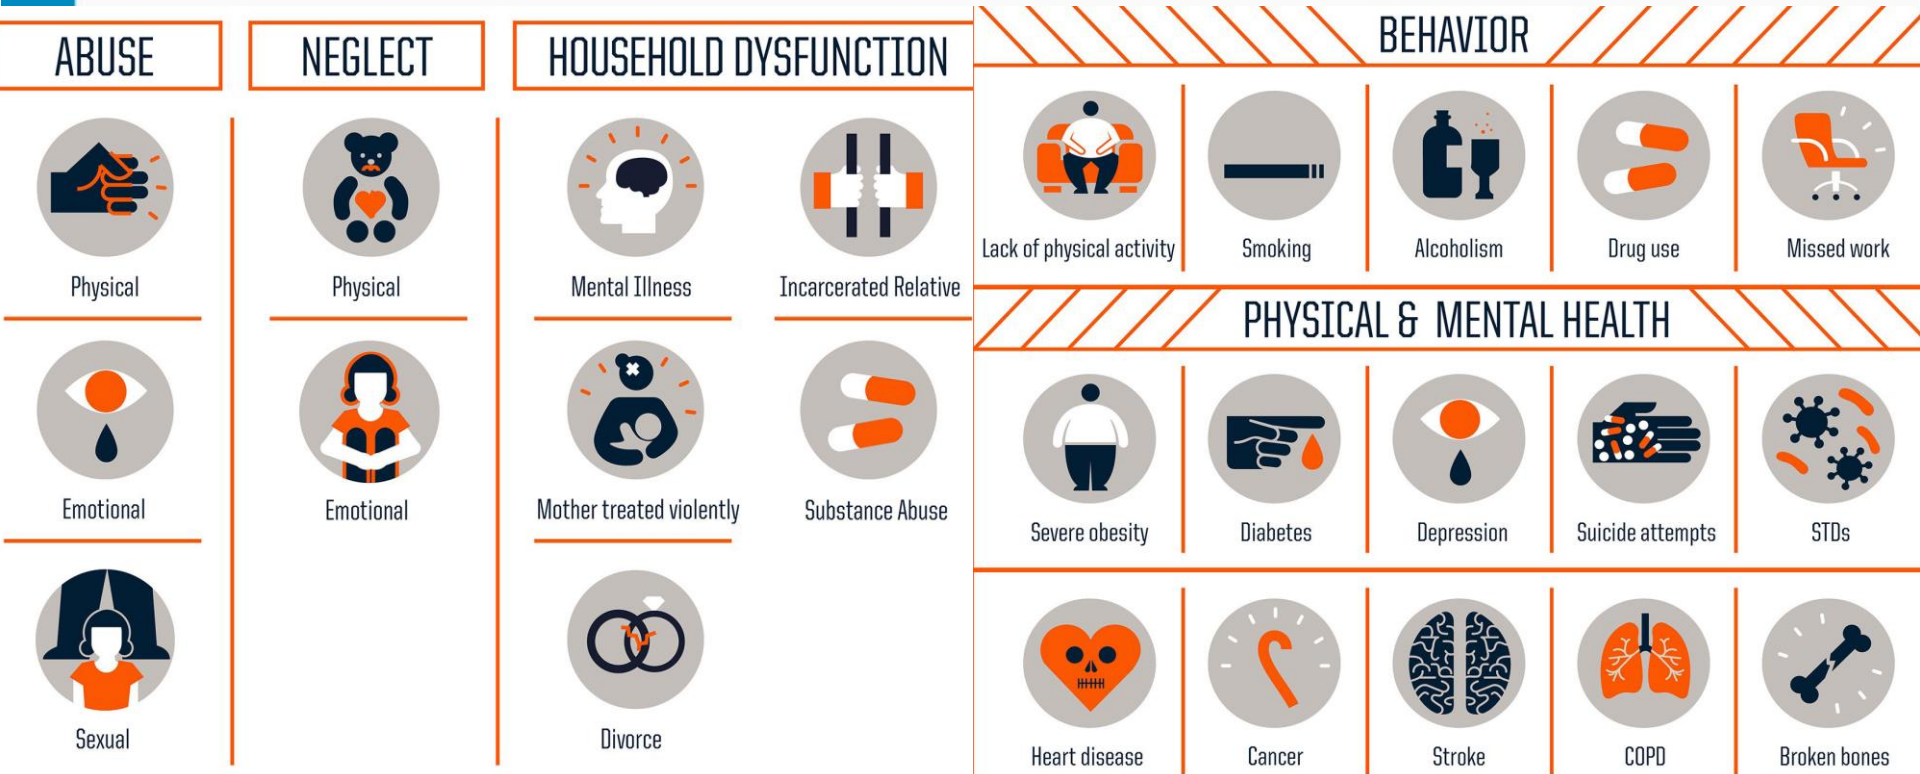 ABUSE
Physical
Emotional
Sexual
NEGLECT
Physical
Emotional
HOUSEHOLD DYSFUNCTION
Mental Illness
Incarcerated Relative
Mother treated violently
Substance Abuse
Divorce
BEHAVIOR
Lack of physical activity
Smoking
Alcoholism
Drug use
Missed work
PHYSICAL & MENTAL HEALTH
Severe obesity
Diabetes
Depression
Suicide attempts
STDs
Heart disease
Cancer
Stroke
COPD
Broken bones